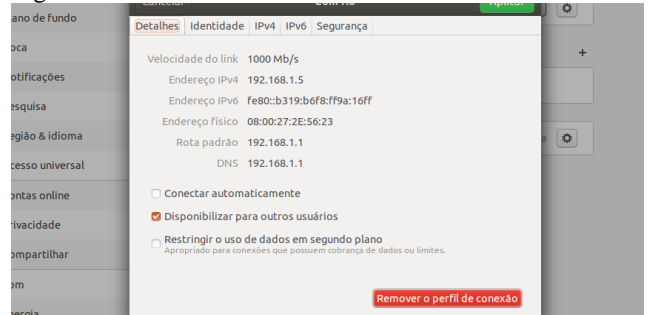 ano de fundo
Detalhes Identidade IPv4 IPv6 Segurança
oca
Velocidade do link 1000 Mb/s
+
otificações
Endereço IPv4 192.168.1.5
esquisa
Endereço IPv6 fe80::b319:b6f8:ff9a:16ff
Endereço físico 08:00:27:2E:56:23
egião & idioma
Rota padrão 192.168.1.1
cesso universal
DNS 192.168.1.1
ontas online
Conectar automaticamente
rivacidade
Disponibilizar para outros usuários
ompartilhar
Restringir o uso de dados em segundo plano
Apropriado para conexões que possuem cobrança de dados ou limites.
om
Remover o perfil de conexão